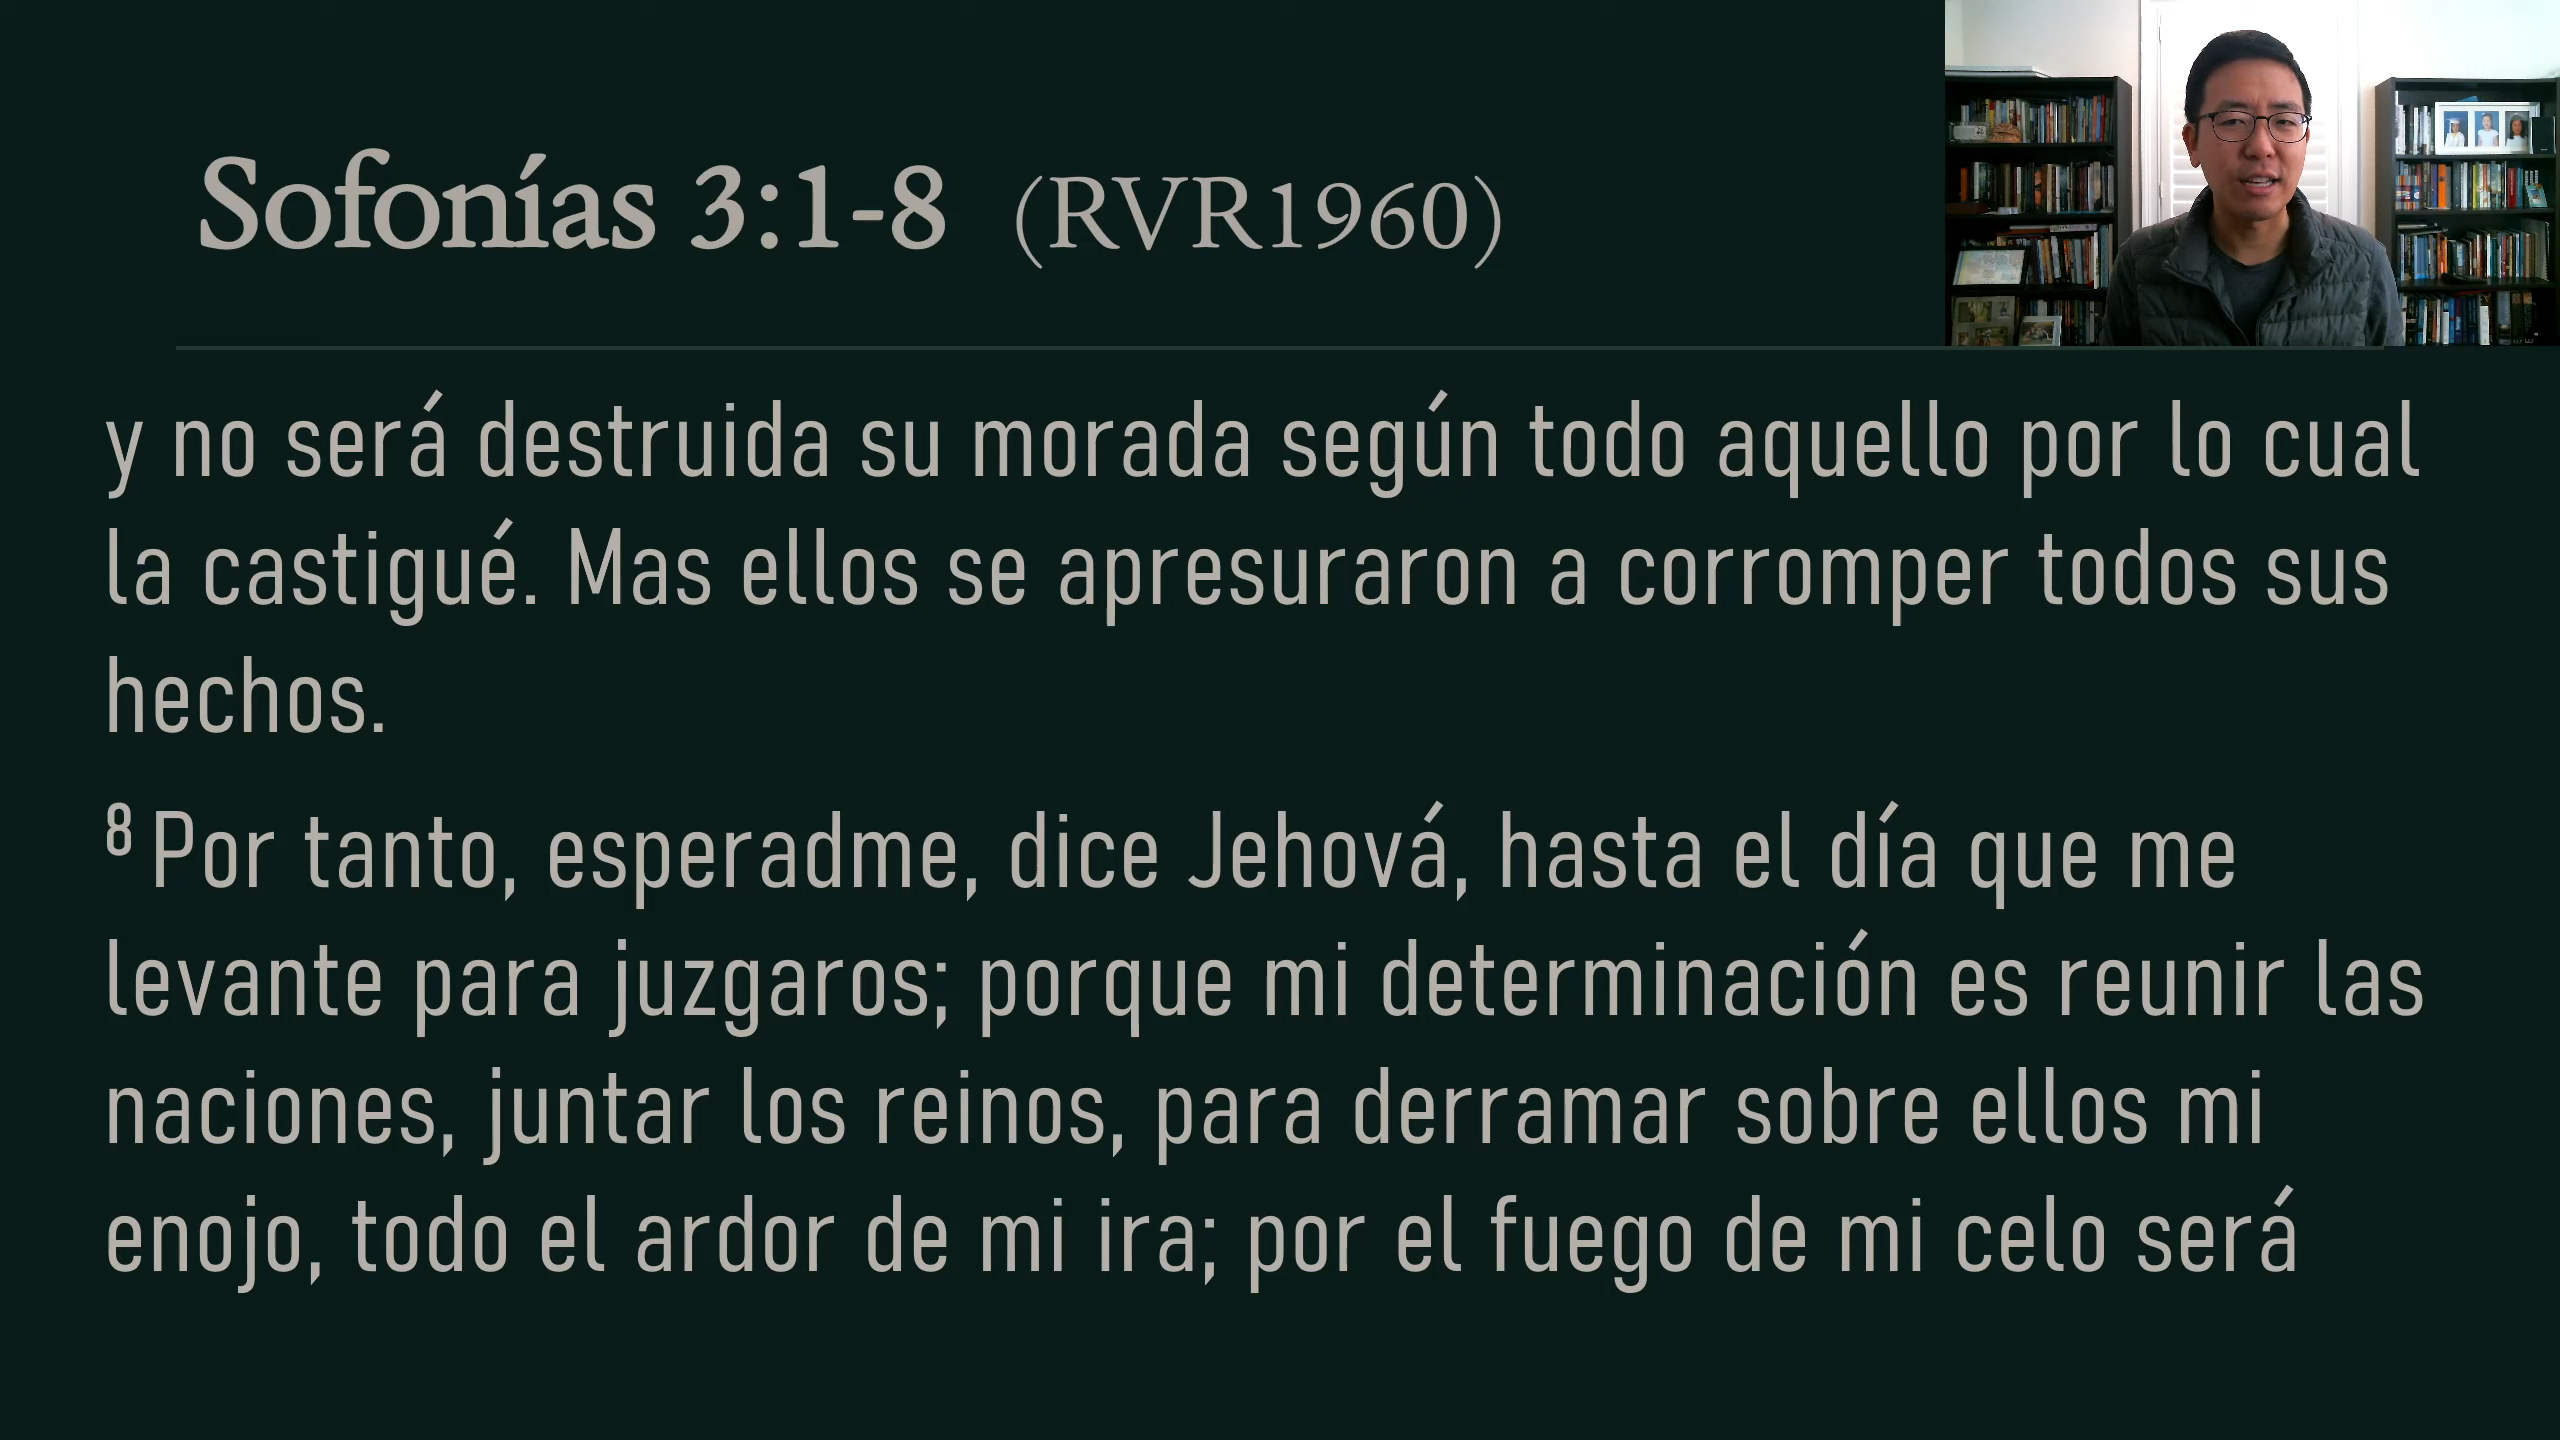 Sofonías 3:1-8 (RVR1960)
y no será destruida su morada según todo aquello por lo cual
la castigué. Mas ellos se apresuraron a corromper todos sus
hechos.
8 Por tanto, esperadme, dice Jehová, hasta el día que me
levante para juzgaros; porque mi determinación es reunir las
naciones, juntar los reinos, para derramar sobre ellos mi
enojo, todo el ardor de mi ira; por el fuego de mi celo será